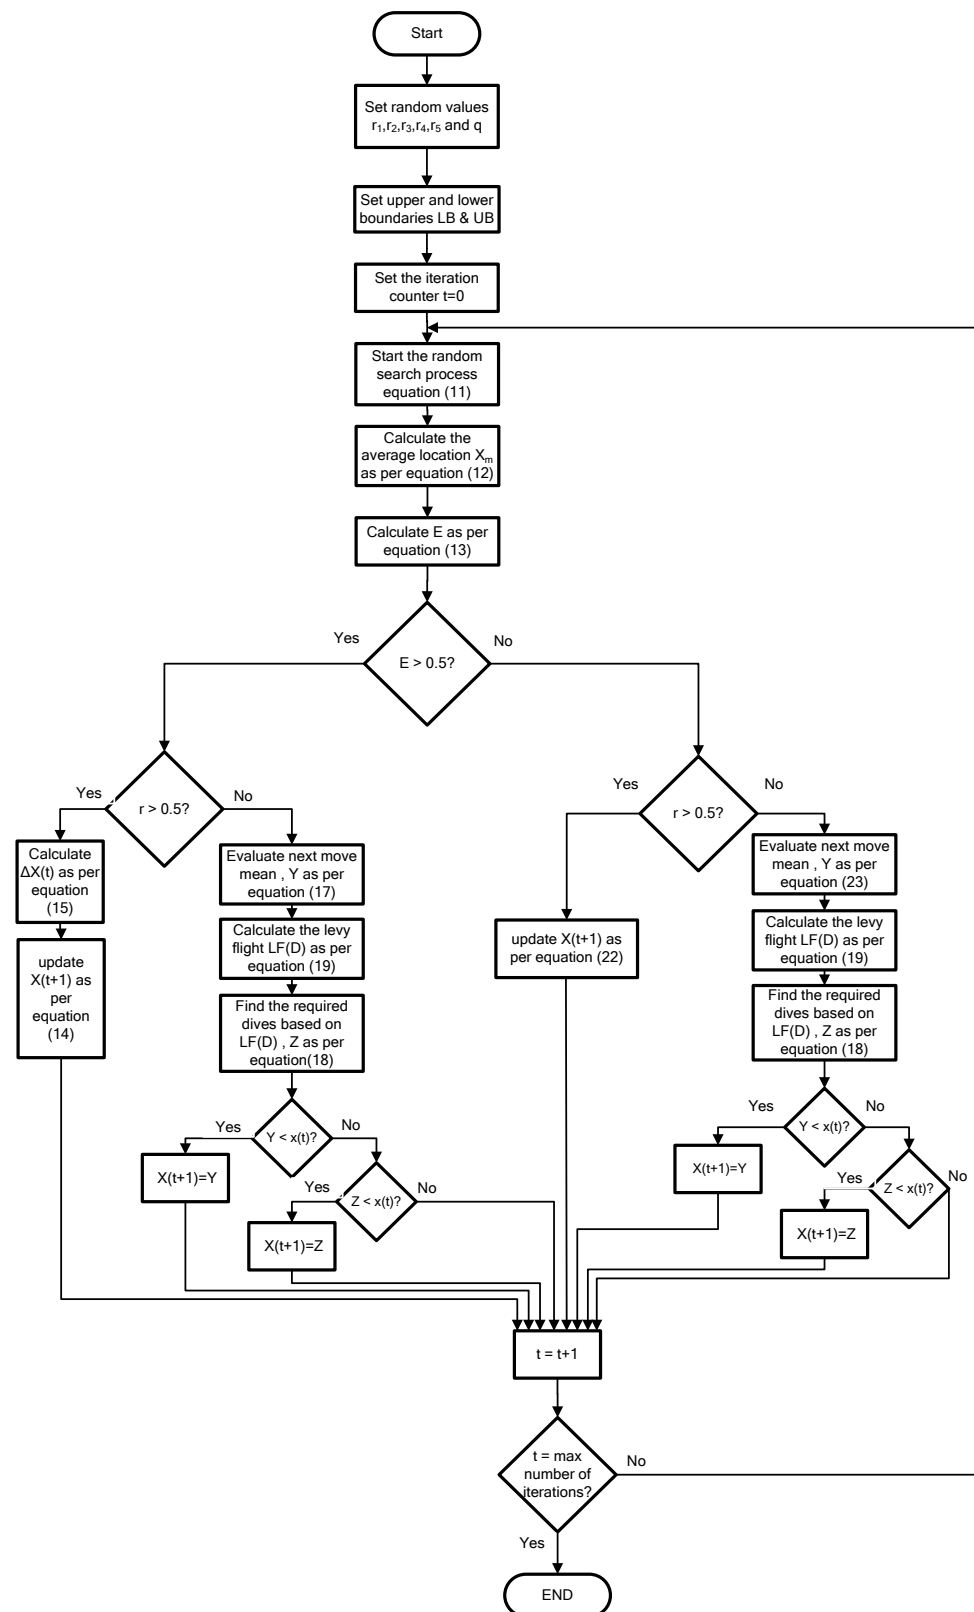 Start
Set random values
r₁,r₂,r₃,r₄,r₅ and q
Set upper and lower
boundaries LB & UB
Set the iteration
counter t=0
Start the random
search process
equation (11)
Calculate the
average location Xₘ
as per equation (12)
Calculate E as per
equation (13)
Yes
E > 0.5?
No
Yes
r > 0.5?
No
Calculate
ΔX(t) as per
equation
(15)
update
X(t+1) as
per
equation
(14)
Evaluate next move
mean , Y as per
equation (17)
Calculate the levy
flight LF(D) as per
equation (19)
Find the required
dives based on
LF(D) , Z as per
equation(18)
Yes
Y < x(t)?
No
X(t+1)=Y
Yes
Z < x(t)?
No
X(t+1)=Z
Yes
r > 0.5?
No
update X(t+1) as
per equation (22)
Evaluate next move
mean , Y as per
equation (23)
Calculate the levy
flight LF(D) as per
equation (19)
Find the required
dives based on
LF(D) , Z as per
equation (18)
Yes
Y < x(t)?
No
X(t+1)=Y
Yes
Z < x(t)?
No
X(t+1)=Z
t = t+1
t = max
number of
iterations?
No
Yes
END